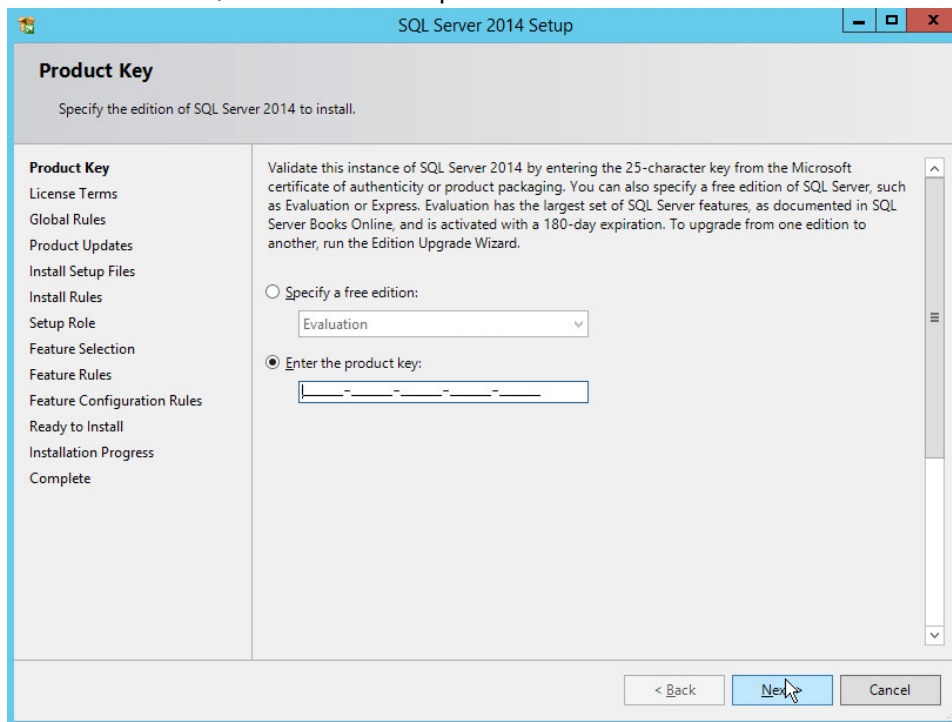 SQL Server 2014 Setup
Product Key
Specify the edition of SQL Server 2014 to install.
Product Key
License Terms
Global Rules
Product Updates
Install Setup Files
Install Rules
Setup Role
Feature Selection
Feature Rules
Feature Configuration Rules
Ready to Install
Installation Progress
Complete
Validate this instance of SQL Server 2014 by entering the 25-character key from the Microsoft
certificate of authenticity or product packaging. You can also specify a free edition of SQL Server, such
as Evaluation or Express. Evaluation has the largest set of SQL Server features, as documented in SQL
Server Books Online, and is activated with a 180-day expiration. To upgrade from one edition to
another, run the Edition Upgrade Wizard.
Specify a free edition:
Evaluation
Enter the product key:
_____-_____-_____-_____-_____
< Back
Next >
Cancel